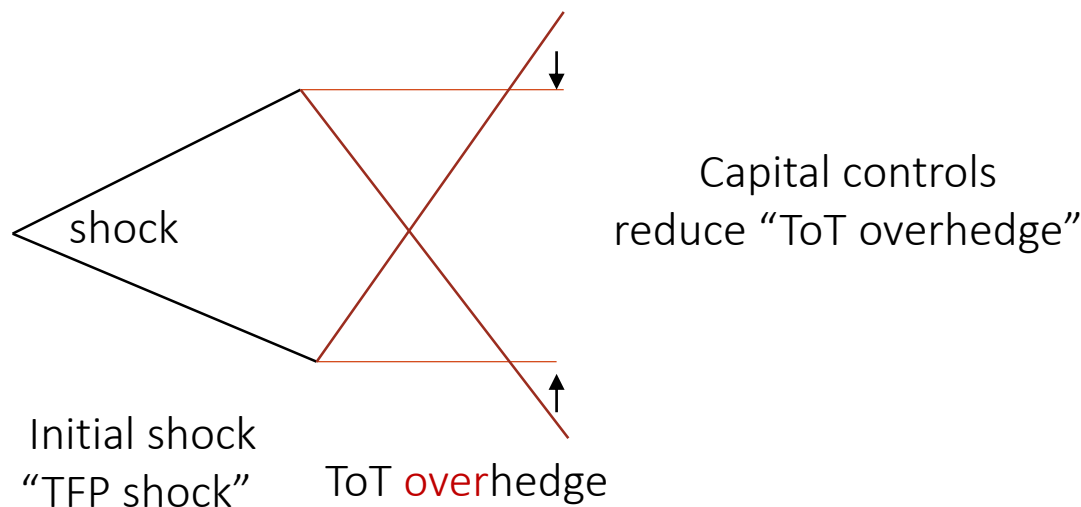 shock
Capital controls
reduce “ToT overhedge”
Initial shock
“TFP shock”
ToT overhedge